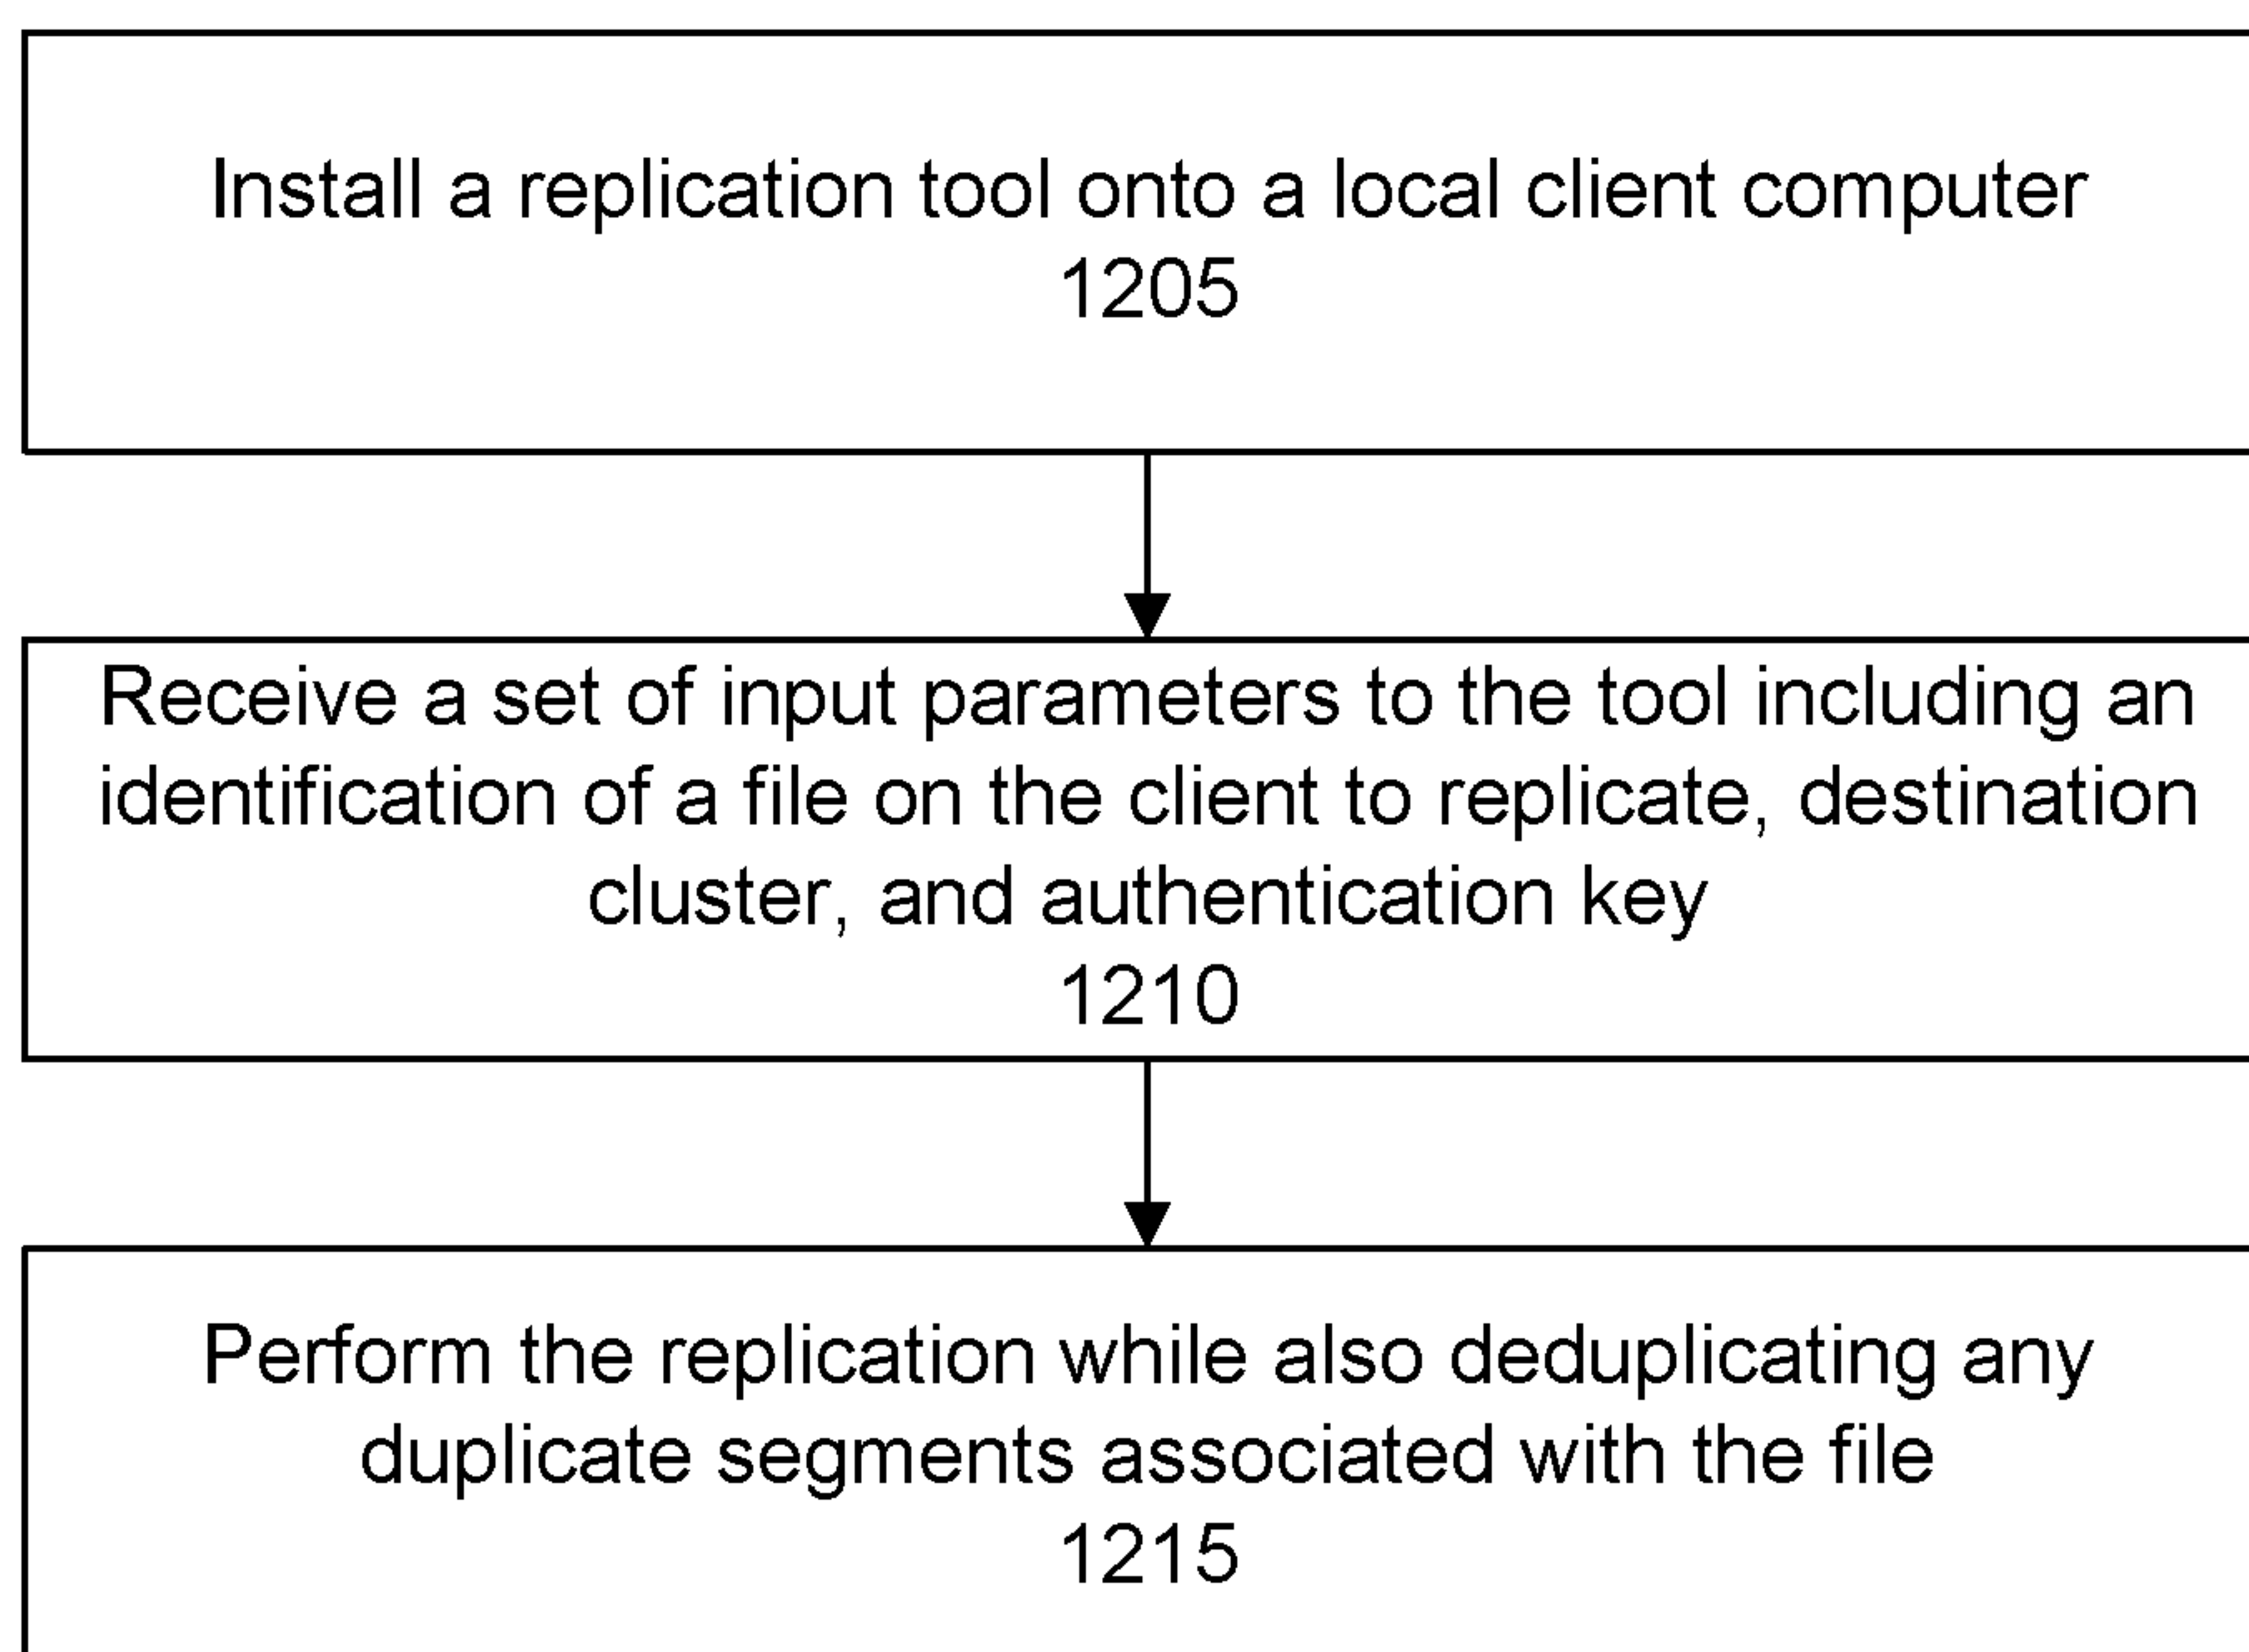 Install a replication tool onto a local client computer
1205
Receive a set of input parameters to the tool including an
identification of a file on the client to replicate, destination
cluster, and authentication key
1210
Perform the replication while also deduplicating any
duplicate segments associated with the file
1215